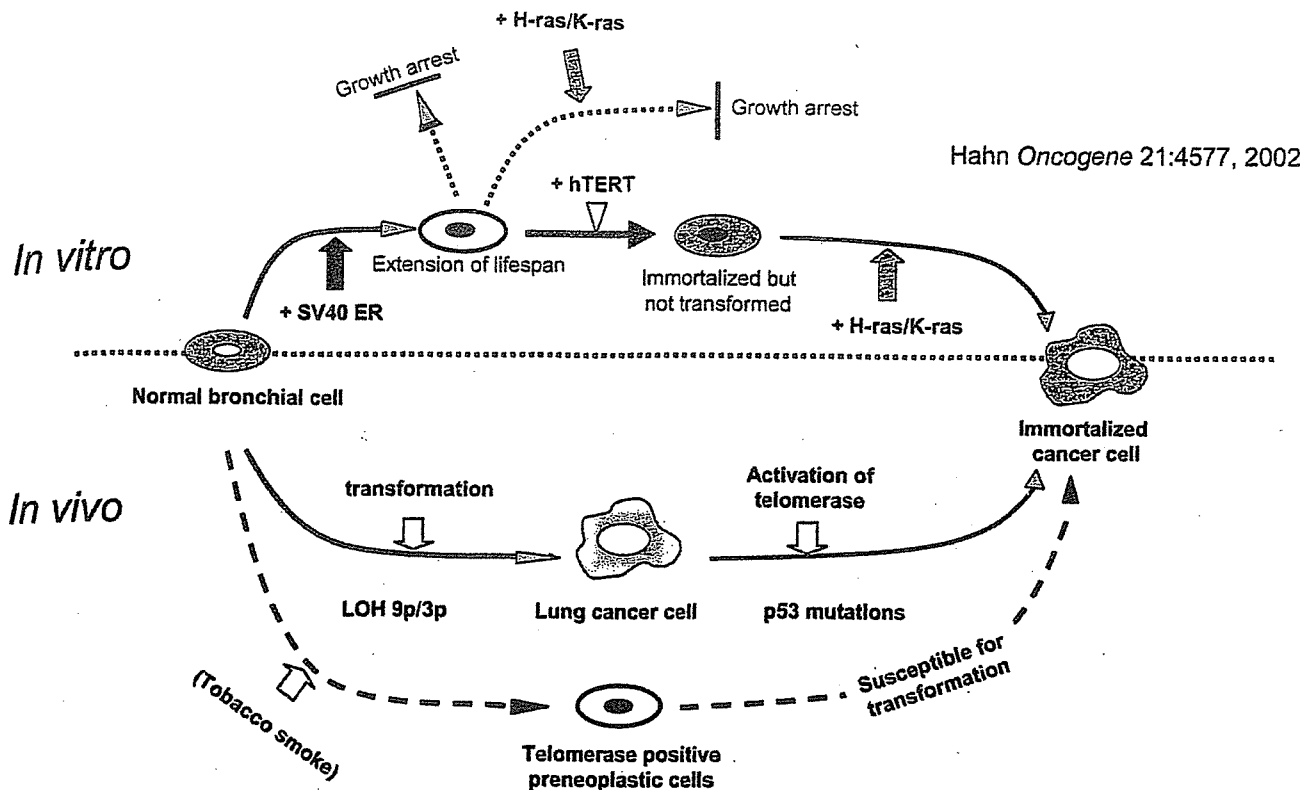 + H-ras/K-ras
Growth arrest
Growth arrest
Hahn Oncogene 21:4577, 2002
+ hTERT
In vitro
Extension of lifespan
Immortalized but
not transformed
+ SV40 ER
+ H-ras/K-ras
Normal bronchial cell
Immortalized
cancer cell
In vivo
transformation
Activation of
telomerase
LOH 9p/3p
Lung cancer cell
p53 mutations
(Tobacco smoke)
Susceptible for
transformation
Telomerase positive
preneoplastic cells